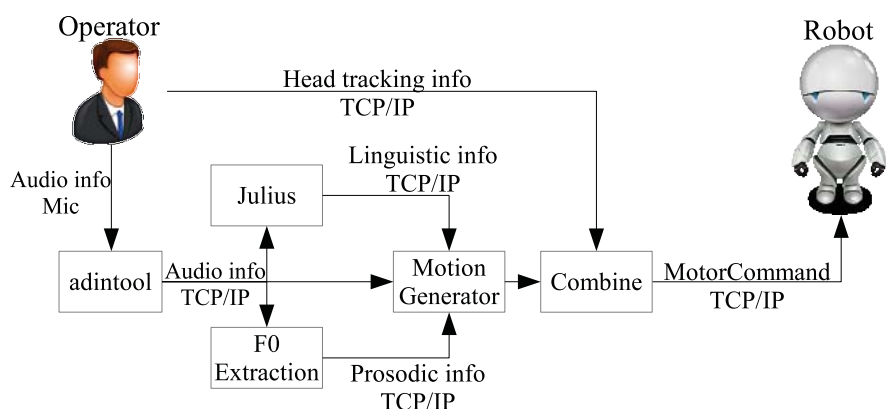 Operator
Robot
Head tracking info
TCP/IP
Linguistic info
TCP/IP
Audio info
Mic
Julius
adintool
Audio info
TCP/IP
Motion
Generator
Combine
MotorCommand
TCP/IP
F0
Extraction
Prosodic info
TCP/IP